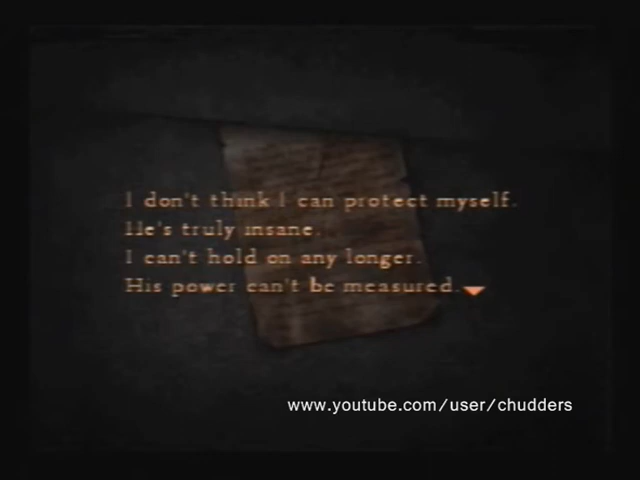 I don't think I can protect myself.
He's truly insane.
I can't hold on any longer.
His power can't be measured.
www.youtube.com/user/chudders